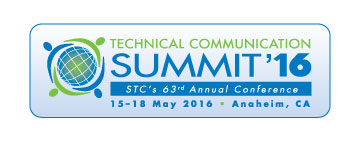 TECHNICAL COMMUNICATION
SUMMIT ’16
STC's 63rd Annual Conference
15–18 May 2016 • Anaheim, CA